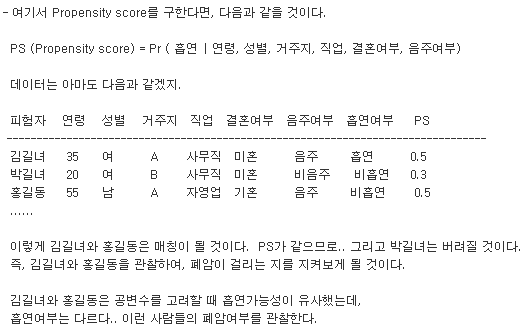 - 여기서 Propensity score를 구한다면, 다음과 같을 것이다.
PS (Propensity score) = Pr ( 흡연 | 연령, 성별, 거주지, 직업, 결혼여부, 음주여부)
데이터는 아마도 다음과 같겠지.
피험자 연령 성별 거주지 직업 결혼여부 음주여부 흡연여부 PS
--------------------------------------------------------------------------------
김길녀 35 여 A 사무직 미혼 음주 흡연 0.5
박길녀 20 여 B 사무직 미혼 비음주 비흡연 0.3
홍길동 55 남 A 자영업 기혼 음주 비흡연 0.5
......
이렇게 김길녀와 홍길동은 매칭이 될 것이다. PS가 같으므로.. 그리고 박길녀는 버려질 것이다.
즉, 김길녀와 홍길동을 관찰하여, 폐암이 걸리는 지를 지켜보게 될 것이다.
김길녀와 홍길동은 공변수를 고려할 때 흡연가능성이 유사했는데,
흡연여부는 다르다.. 이런 사람들의 폐암여부를 관찰한다.